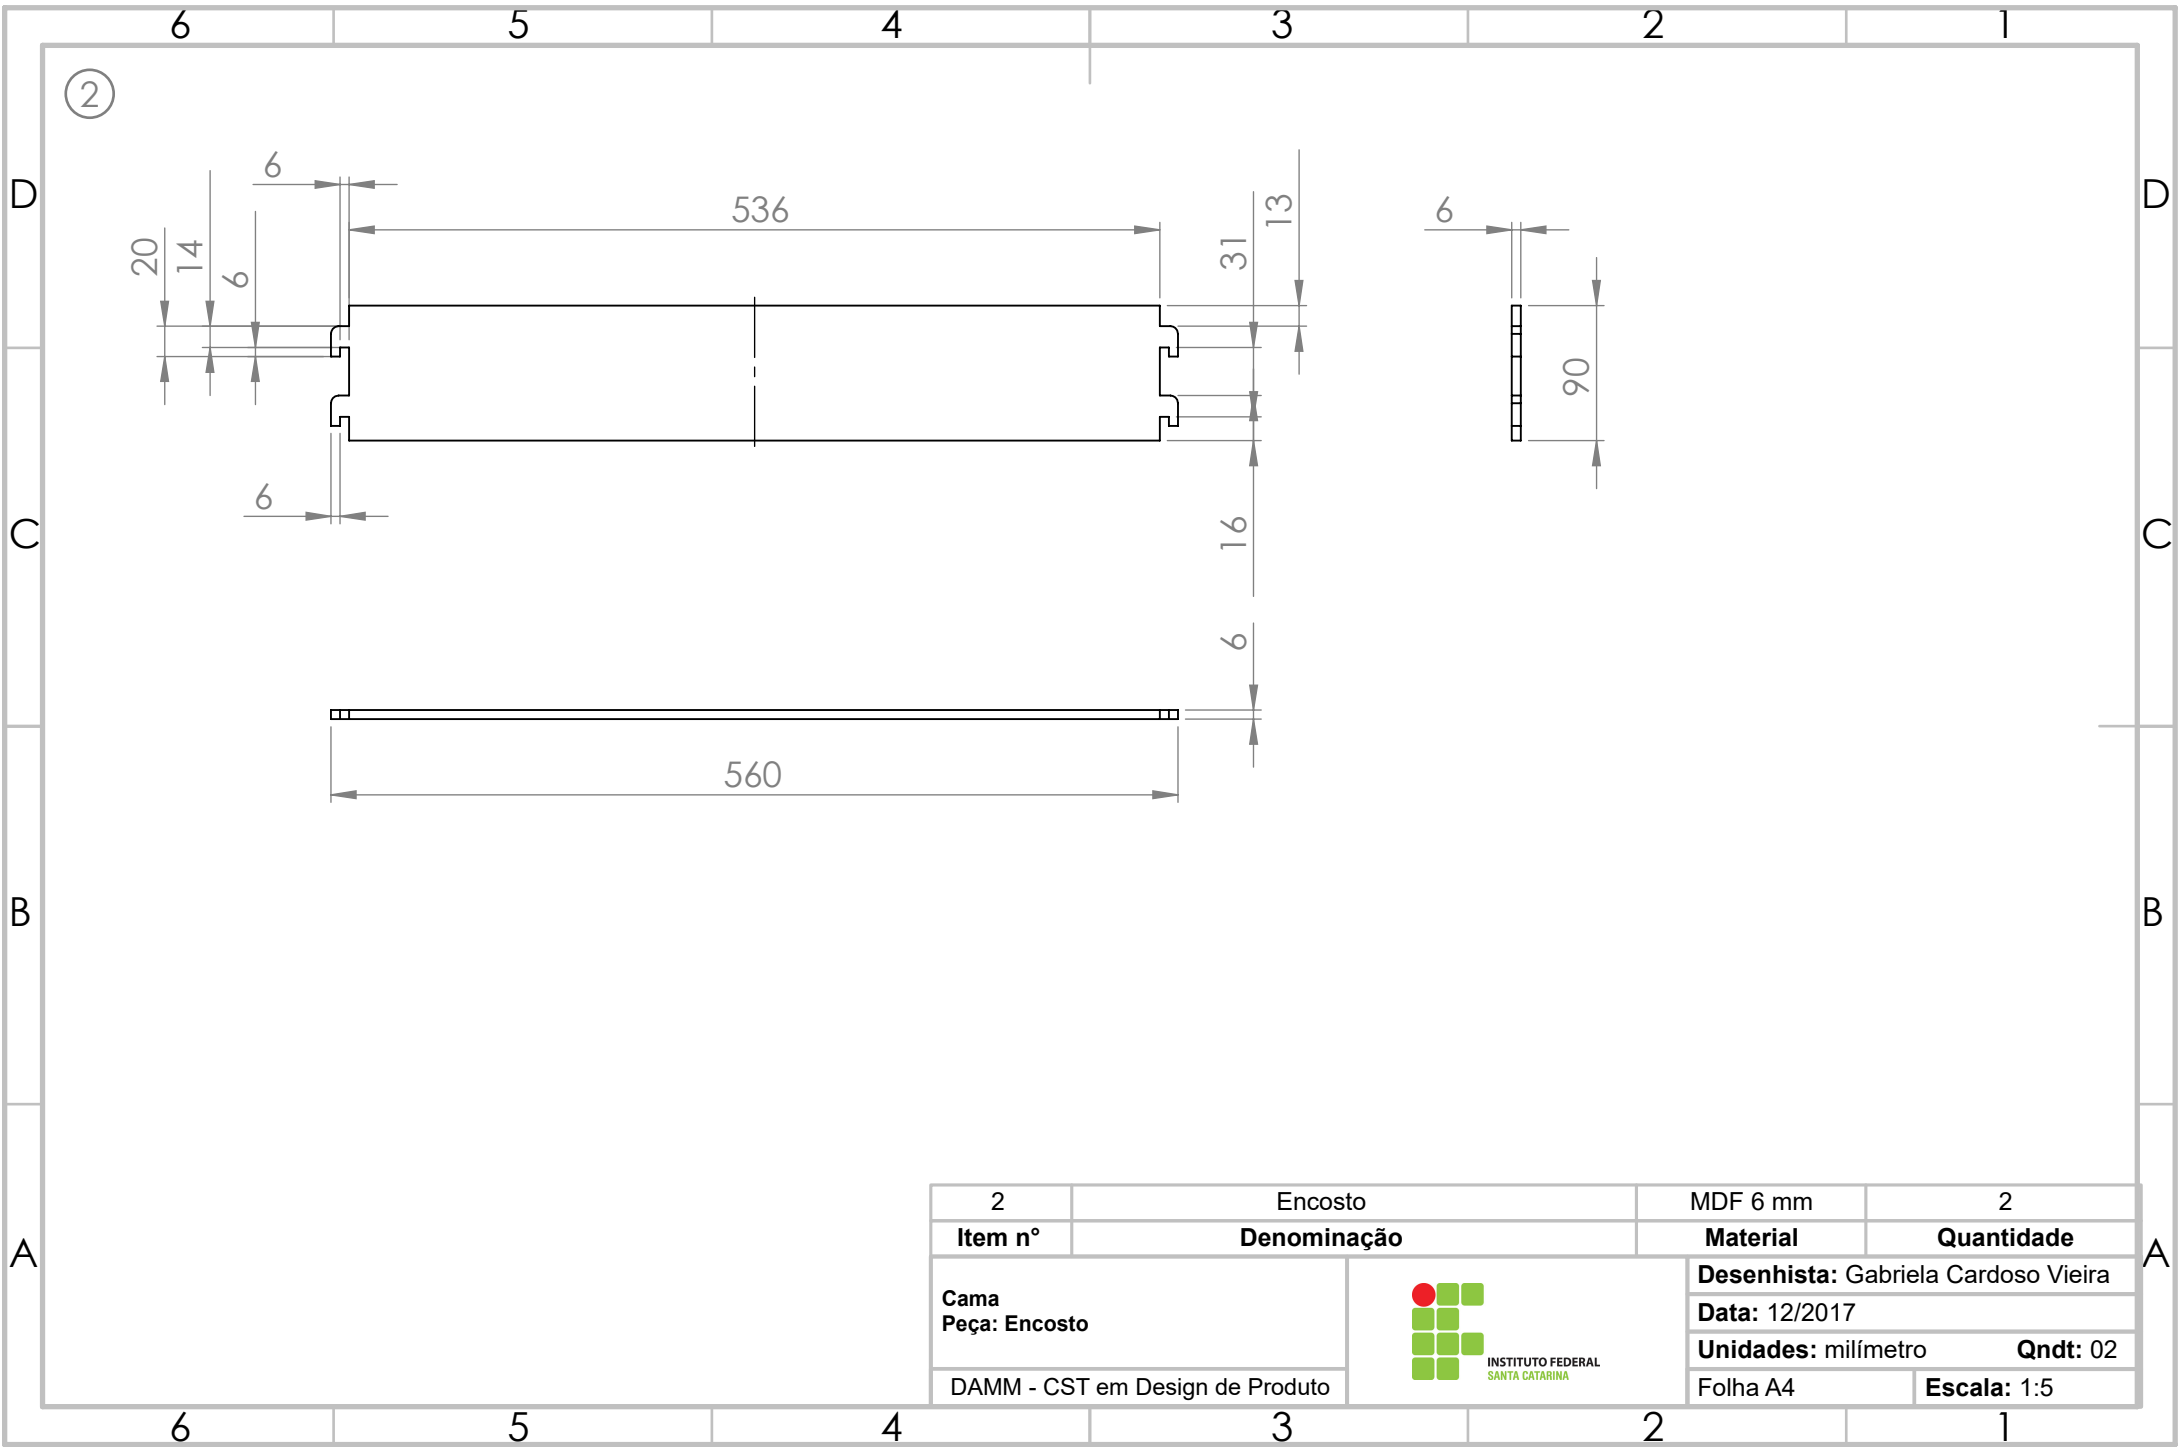 6 5 4 3 2 1
2
D D
6
536
13
6
20
14
6
31
90
C C
6
16
6
560
B B
A A
2 Encosto MDF 6 mm 2
Item n° Denominação Material Quantidade
Cama
Peça: Encosto
DAMM - CST em Design de Produto
INSTITUTO FEDERAL
SANTA CATARINA
Desenhista: Gabriela Cardoso Vieira
Data: 12/2017
Unidades: milímetro Qndt: 02
Folha A4 Escala: 1:5
6 5 4 3 2 1